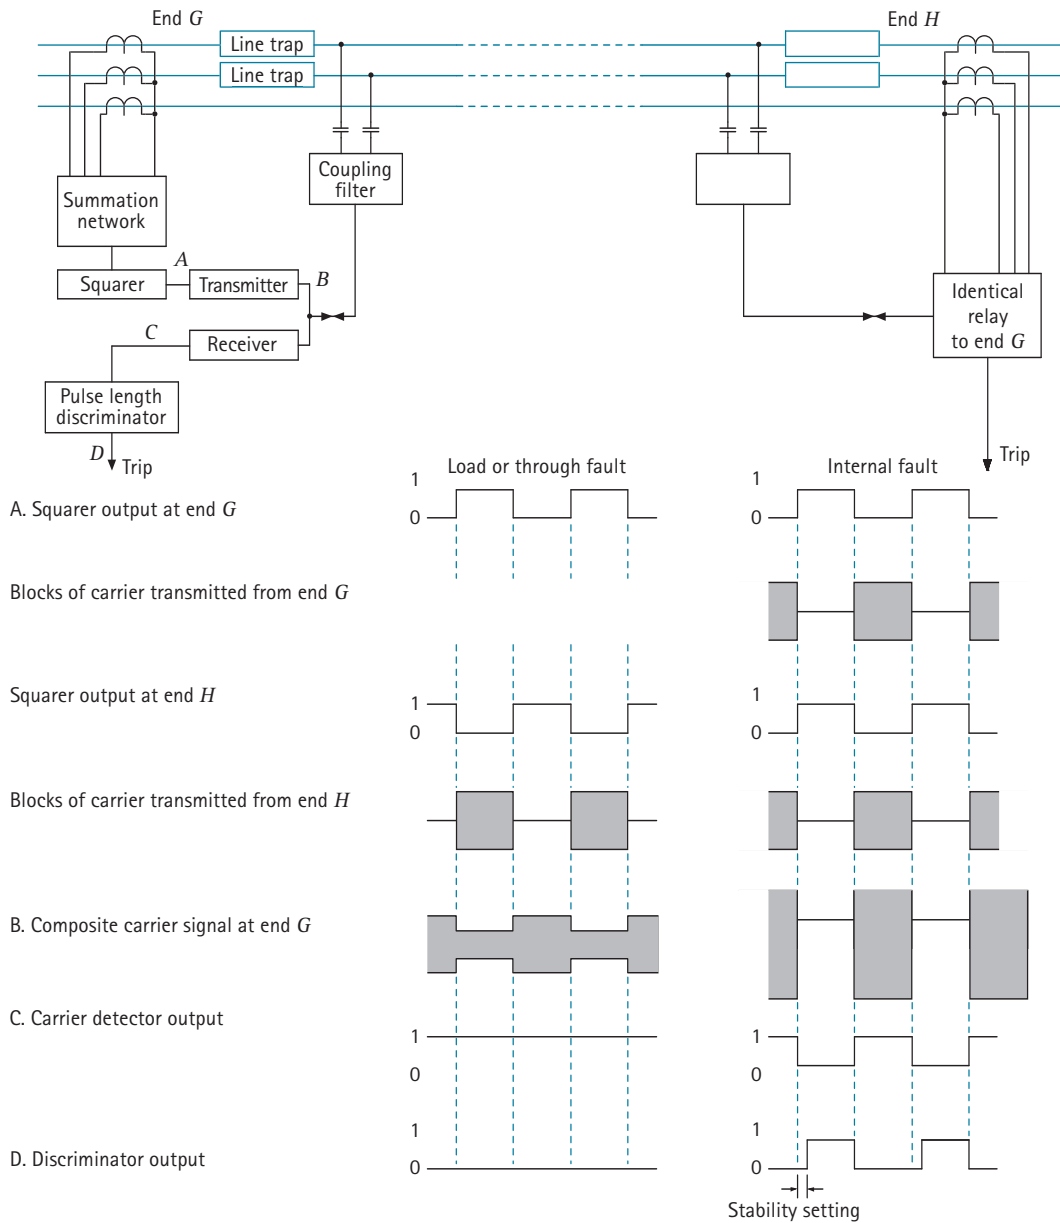 End G
End H
Line trap
Line trap
Coupling
filter
Summation
network
A
B
Squarer
Transmitter
Identical
relay
to end G
C
Receiver
Pulse length
discriminator
D
Trip
Trip
Load or through fault
Internal fault
A. Squarer output at end G
1
0
1
0
Blocks of carrier transmitted from end G
Squarer output at end H
1
0
1
0
Blocks of carrier transmitted from end H
B. Composite carrier signal at end G
C. Carrier detector output
1
0
1
0
D. Discriminator output
1
0
1
0
Stability setting